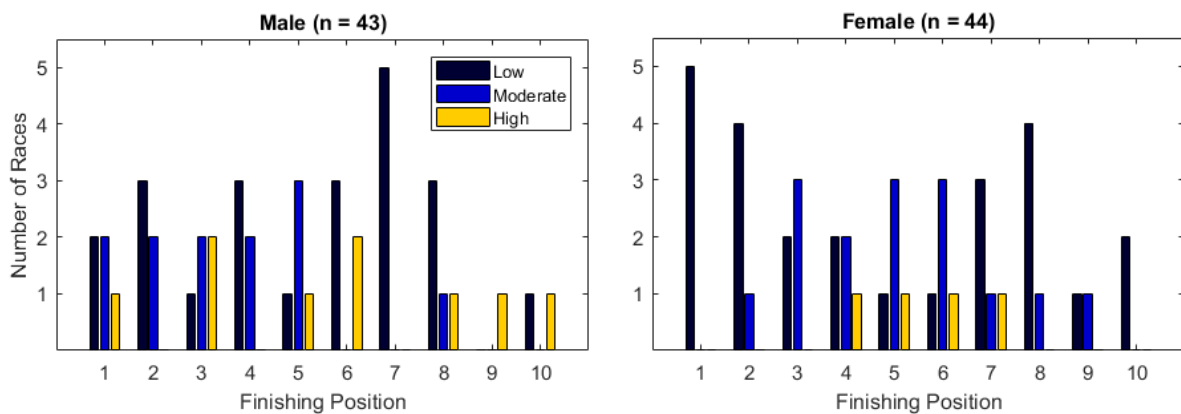 Male (n = 43)
Number of Races
5
4
3
2
1
Low
Moderate
High
1 2 3 4 5 6 7 8 9 10
Finishing Position
Female (n = 44)
5
4
3
2
1
1 2 3 4 5 6 7 8 9 10
Finishing Position